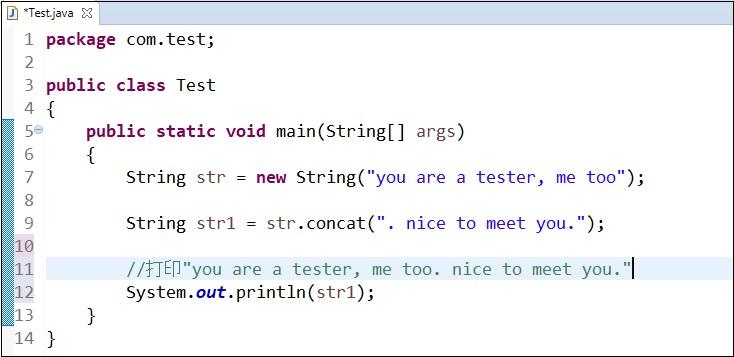 *Test.java
1 package com.test;
2
3 public class Test
4 {
5 public static void main(String[] args)
6 {
7 String str = new String("you are a tester, me too");
8
9 String str1 = str.concat(". nice to meet you.");
10
11 //打印"you are a tester, me too. nice to meet you."
12 System.out.println(str1);
13 }
14 }